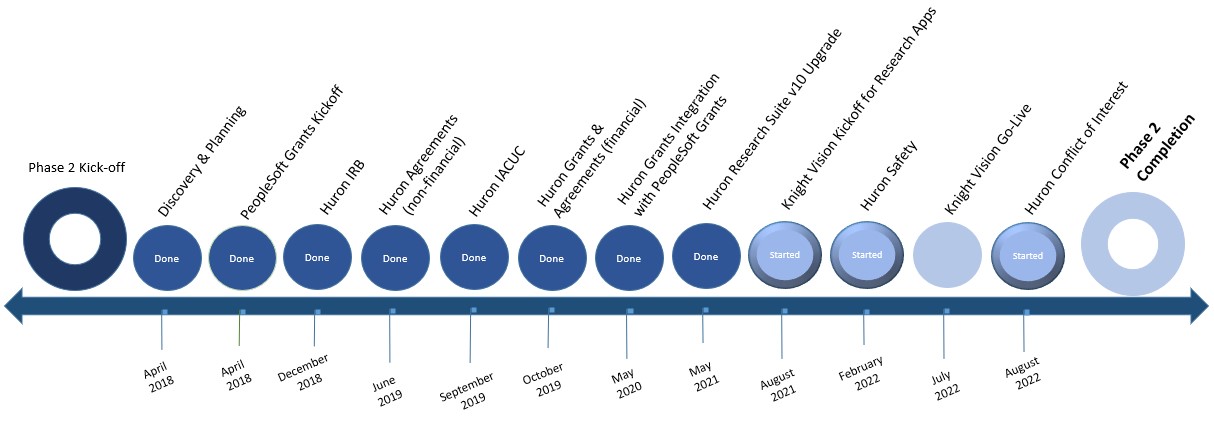 Phase 2 Kick-off
Discovery & Planning
PeopleSoft Grants Kickoff
Huron IRB
Huron Agreements
(non-financial)
Huron IACUC
Huron Grants &
Agreements (financial)
Huron Grants Integration
with PeopleSoft Grants
Huron Research Suite v10 Upgrade
Knight Vision Kickoff for Research Apps
Huron Safety
Knight Vision Go-Live
Huron Conflict of Interest
Phase 2
Completion
Done
Done
Done
Done
Done
Done
Done
Done
Started
Started
Started
April
2018
April
2018
December
2018
June
2019
September
2019
October
2019
May
2020
May
2021
August
2021
February
2022
July
2022
August
2022